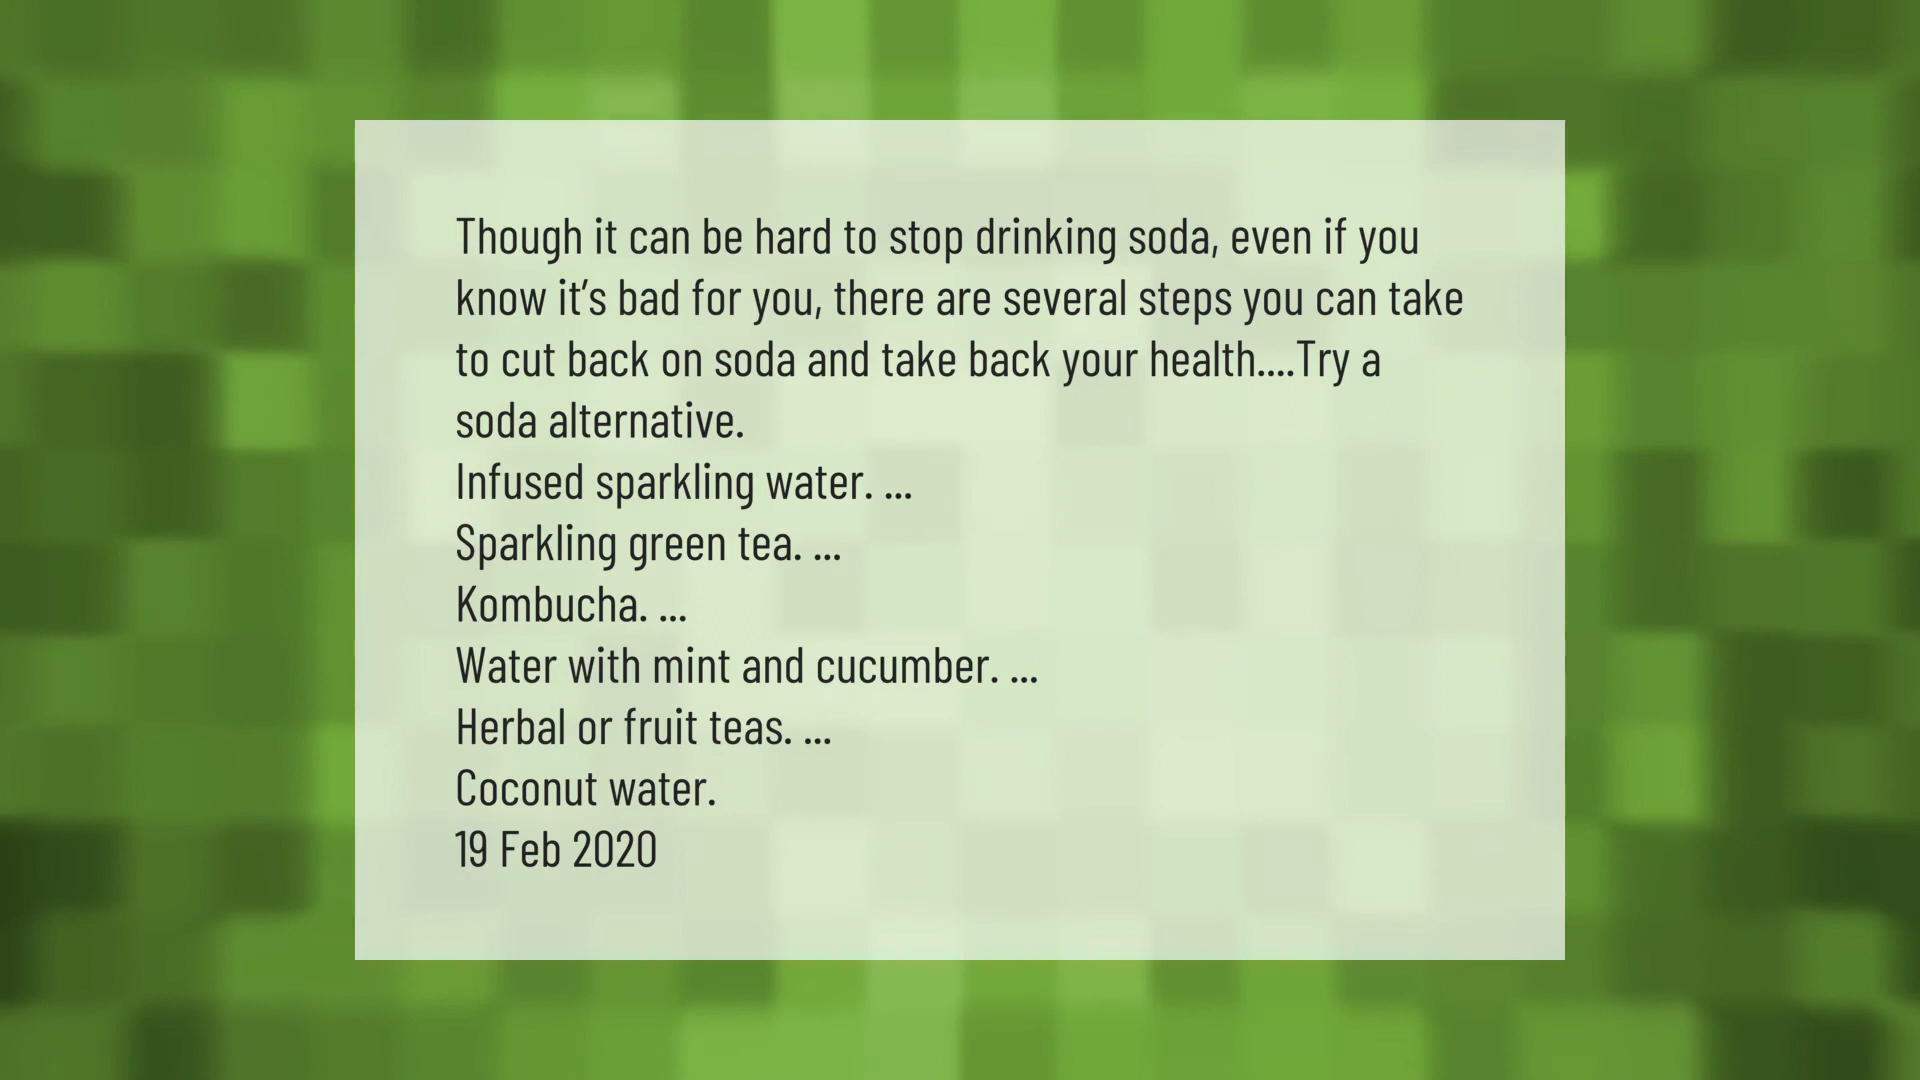 Though it can be hard to stop drinking soda, even if you
know it’s bad for you, there are several steps you can take
to cut back on soda and take back your health....Try a
soda alternative.
Infused sparkling water. ...
Sparkling green tea. ...
Kombucha. ...
Water with mint and cucumber. ...
Herbal or fruit teas. ...
Coconut water.
19 Feb 2020